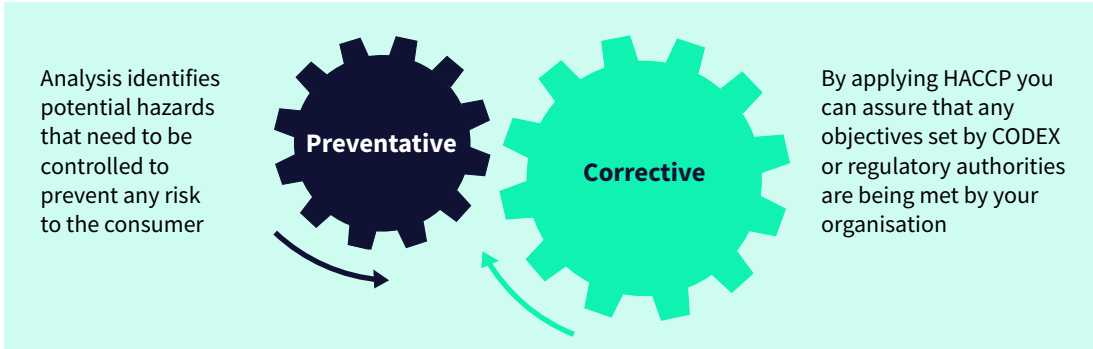 Analysis identifies
potential hazards
that need to be
controlled to
prevent any risk
to the consumer
Preventative
Corrective
By applying HACCP you
can assure that any
objectives set by CODEX
or regulatory authorities
are being met by your
organisation